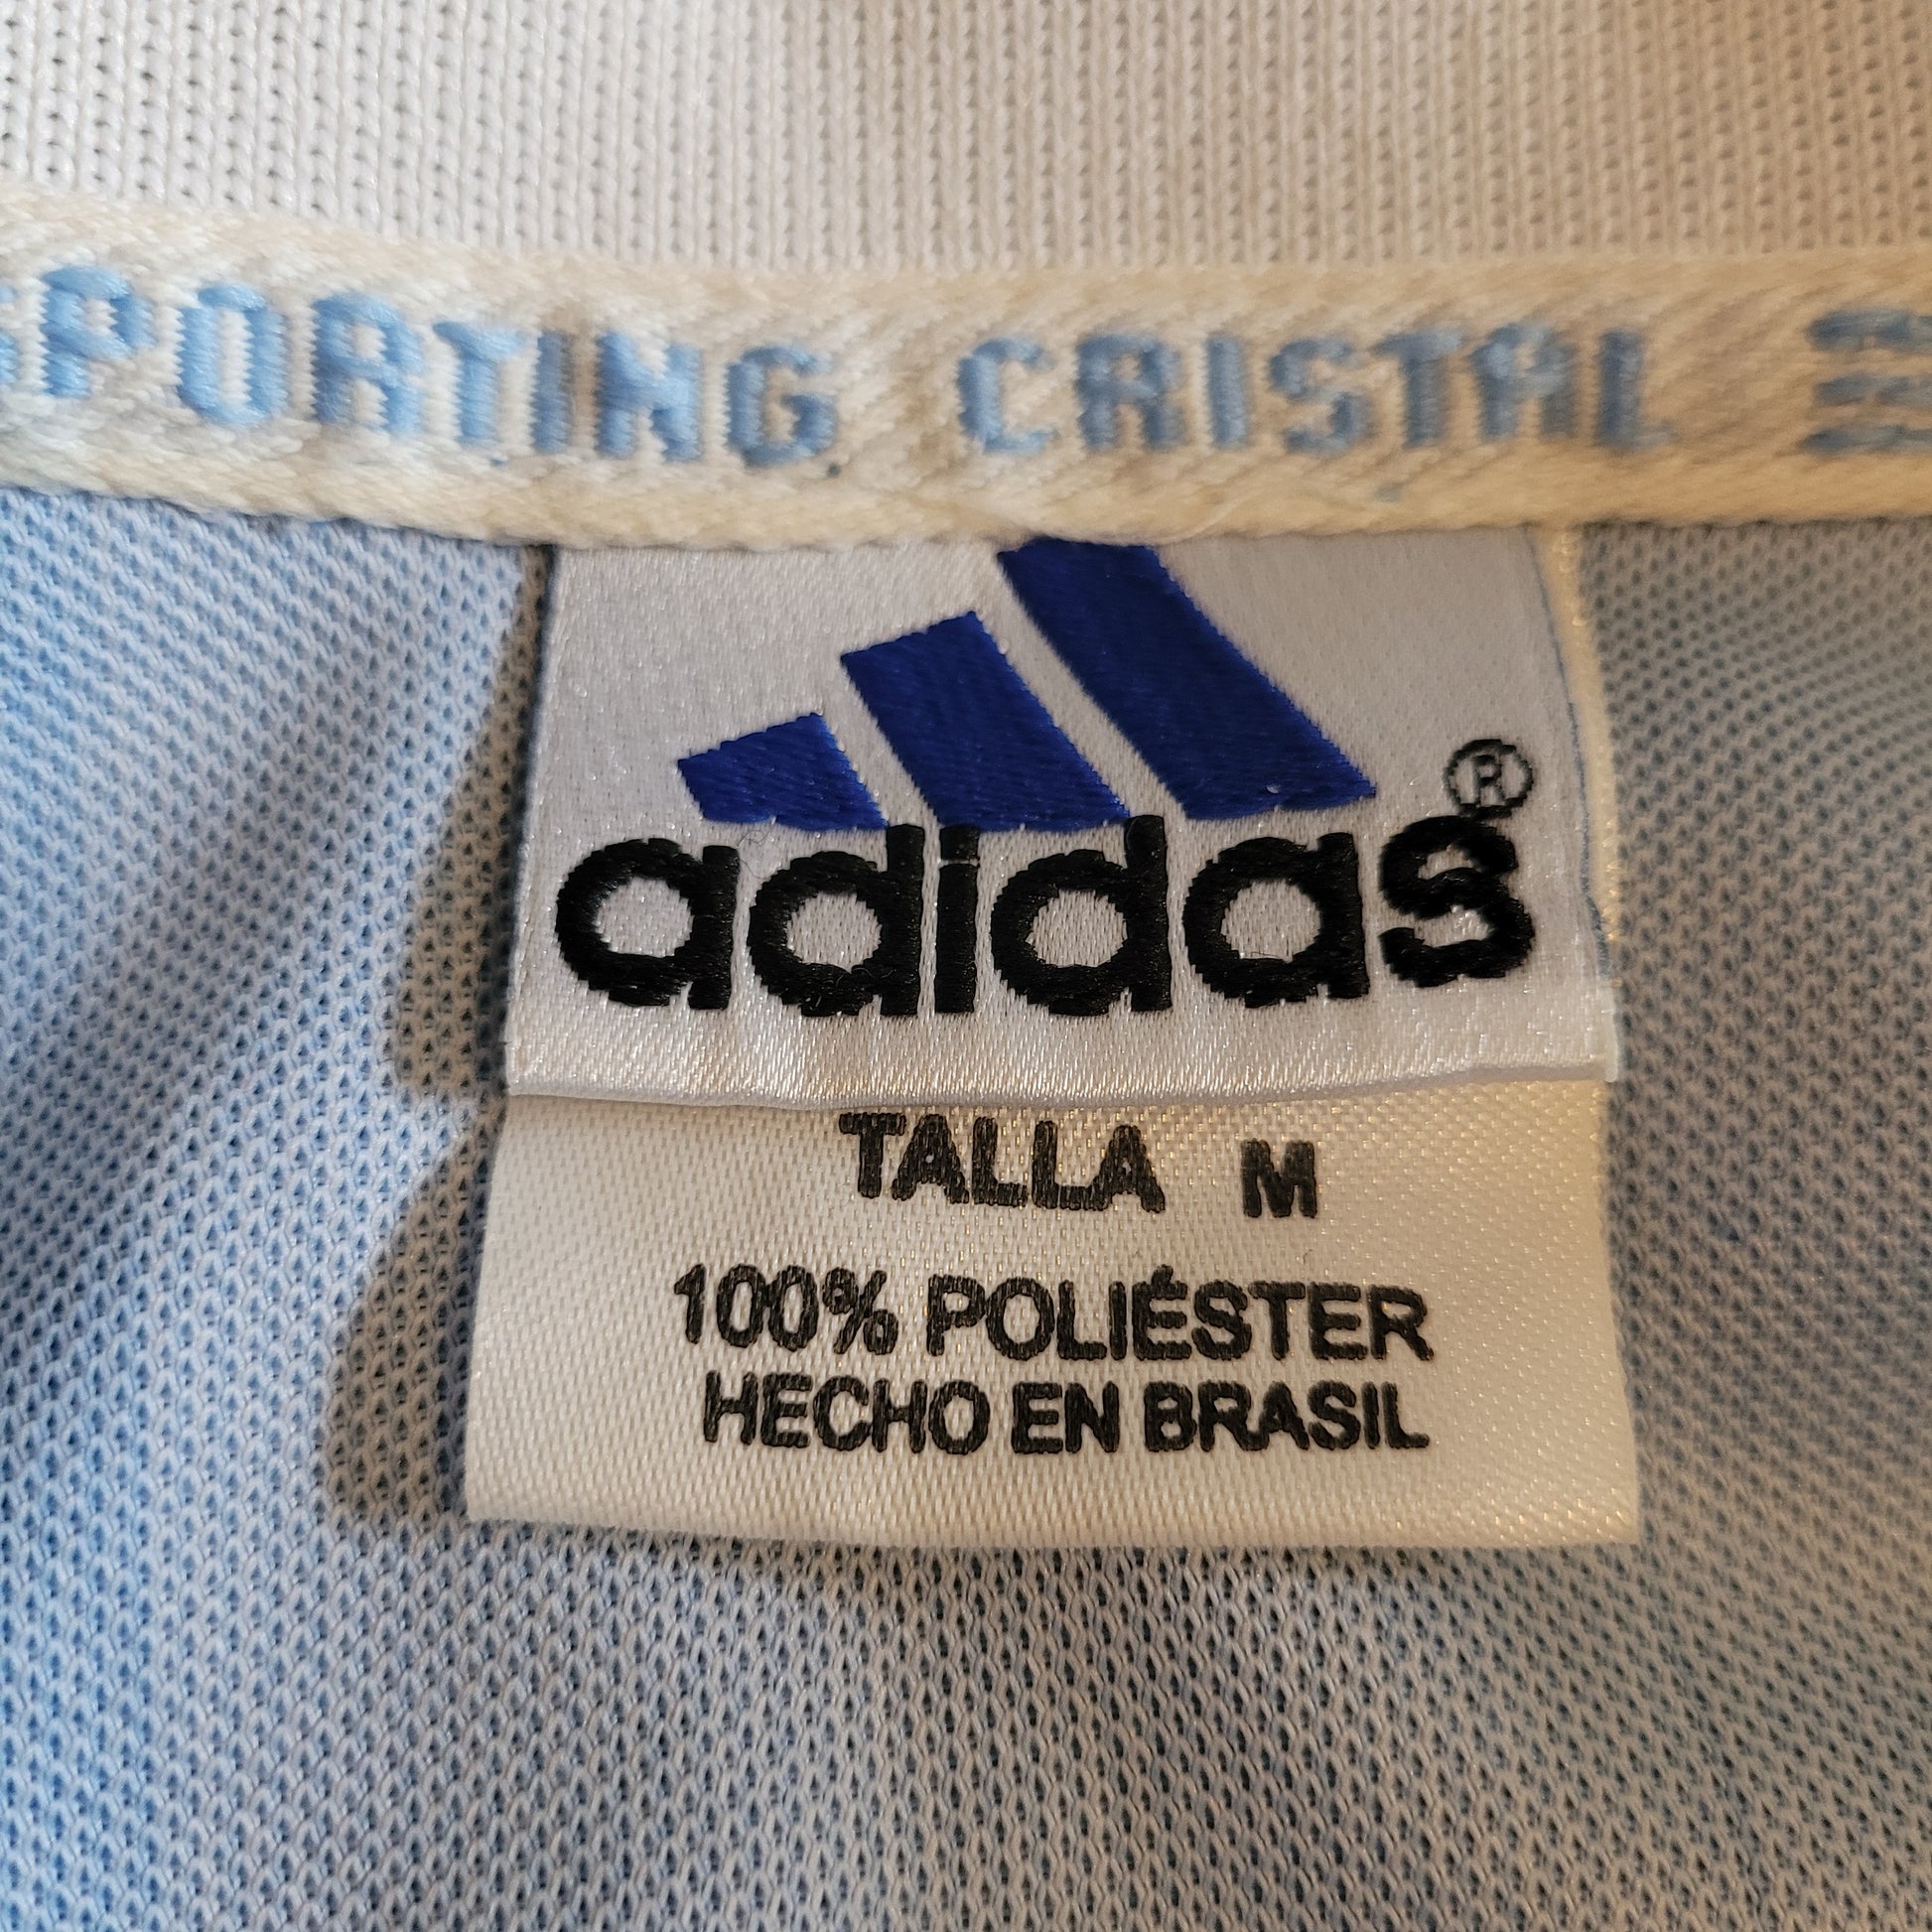 SPORTING CRISTAL
adidas®
TALLA M
100% POLIÉSTER
HECHO EN BRASIL